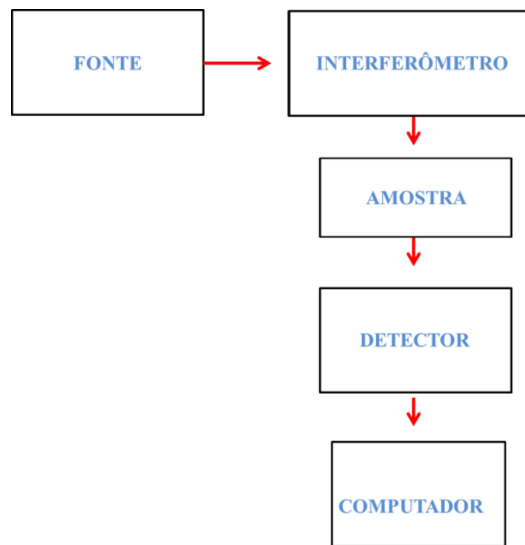 FONTE
INTERFERÔMETRO
AMOSTRA
DETECTOR
COMPUTADOR